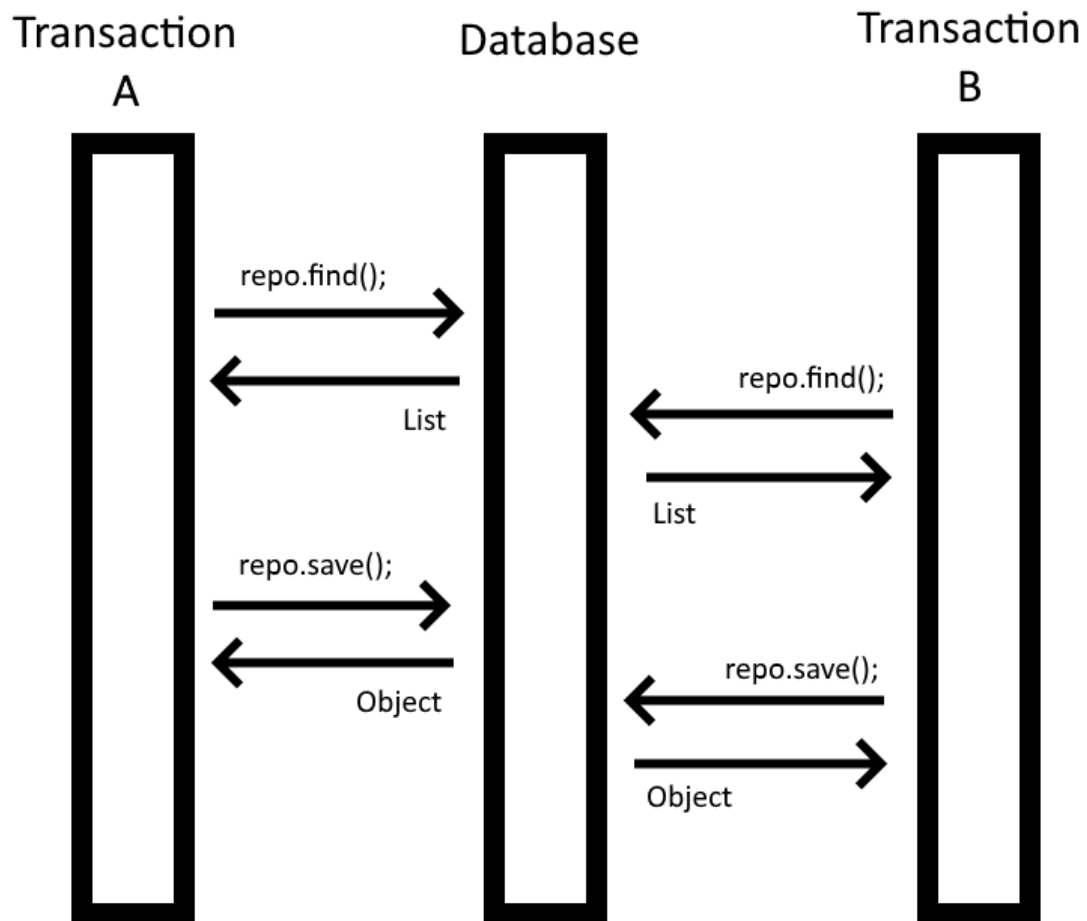 Transaction
A
Database
Transaction
B
repo.find();
List
repo.find();
List
repo.save();
Object
repo.save();
Object